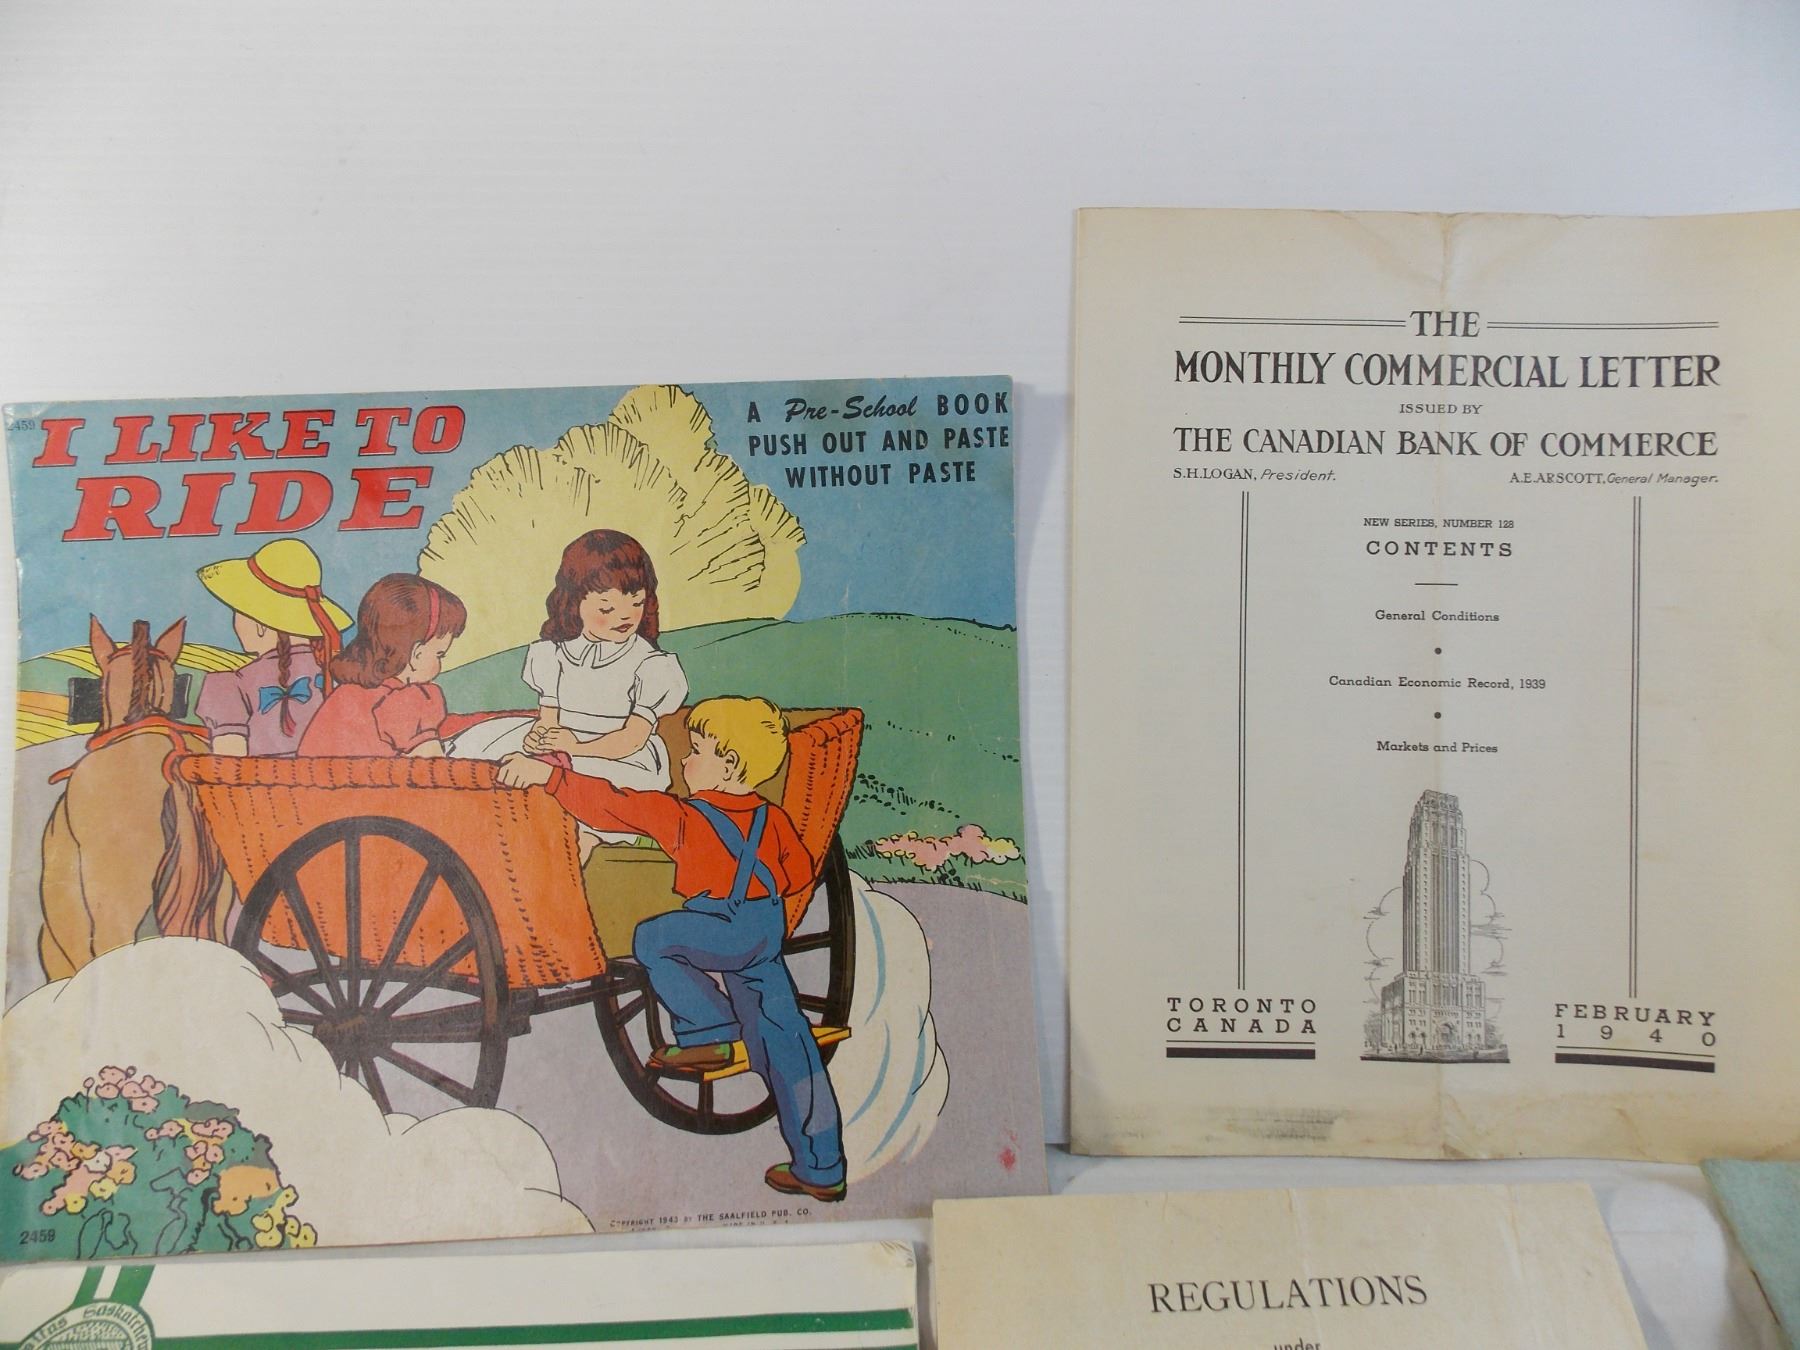 2459
I LIKE TO
RIDE
A Pre-School BOOK
PUSH OUT AND PASTE
WITHOUT PASTE
2459
COPYRIGHT 1943 BY THE SAALFIELD PUB. CO.
THE
MONTHLY COMMERCIAL LETTER
ISSUED BY
THE CANADIAN BANK OF COMMERCE
S.H.LOGAN, President.
A.E.ARSCOTT, General Manager.
NEW SERIES, NUMBER 128
CONTENTS
General Conditions
Canadian Economic Record, 1939
Markets and Prices
TORONTO
CANADA
FEBRUARY
1940
REGULATIONS
under